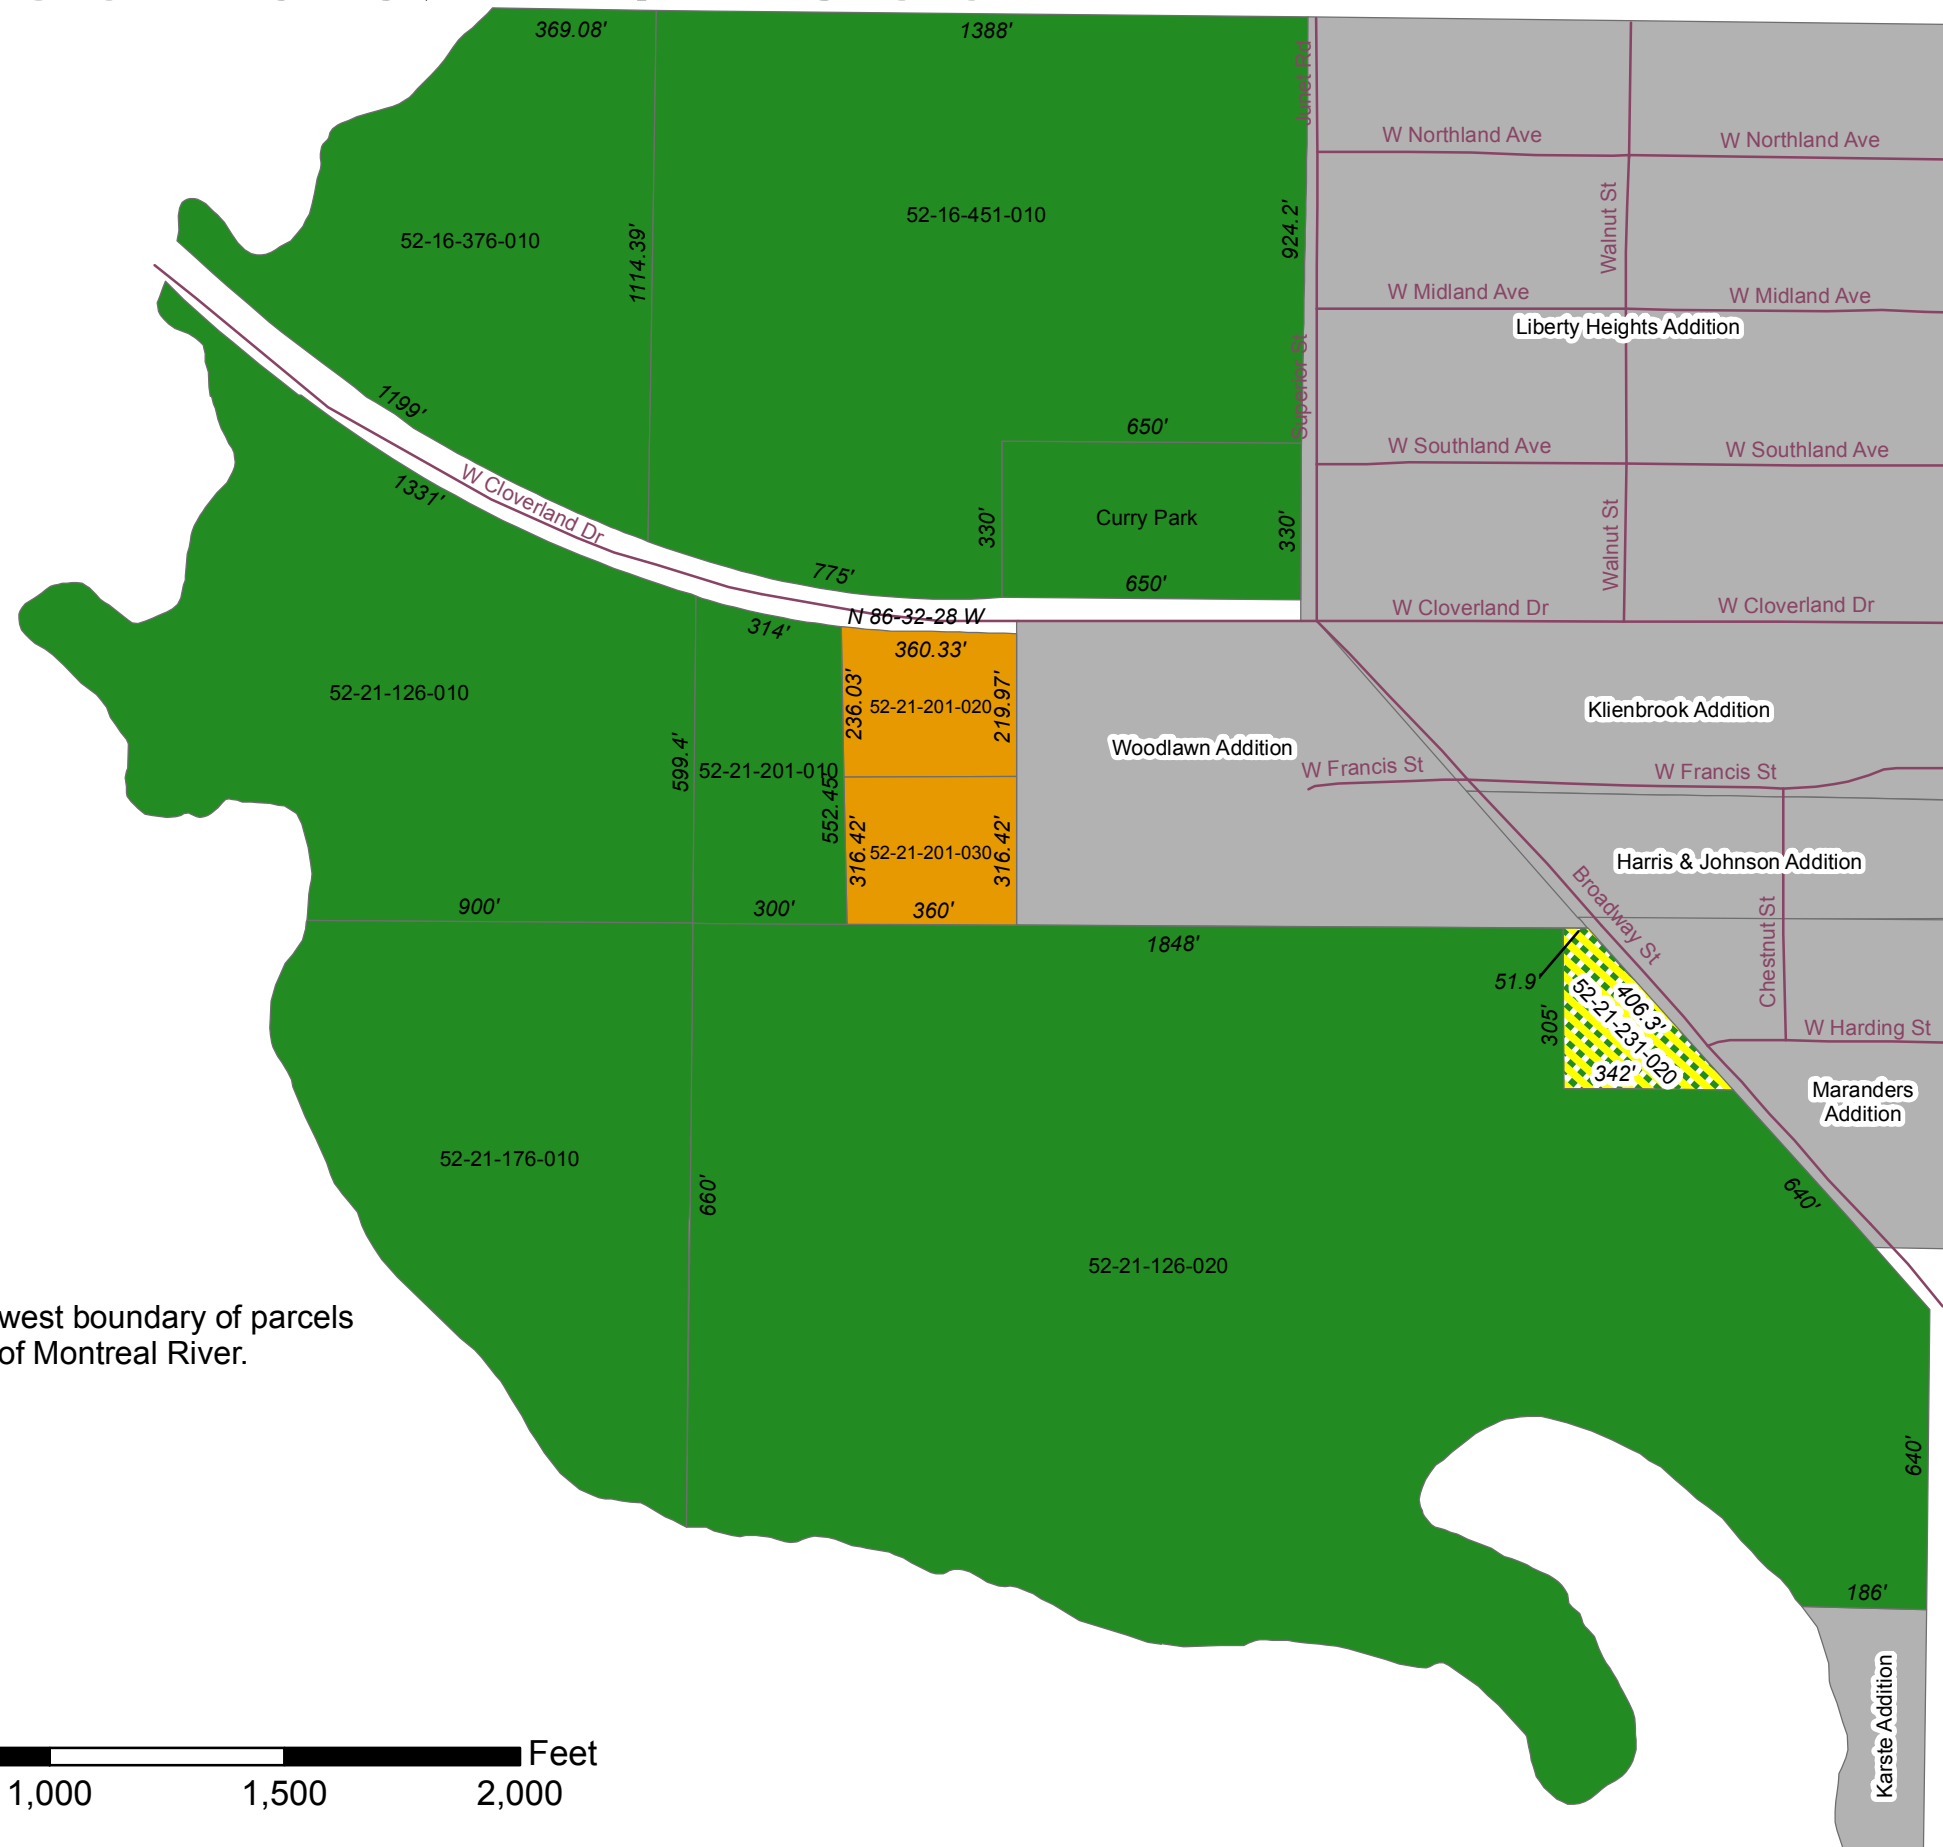 369.08'
1388'
Junet Rd
W Northland Ave
W Northland Ave
52-16-376-010
1114.39'
52-16-451-010
924.2'
Walnut St
W Midland Ave
W Midland Ave
Liberty Heights Addition
Superior St
1199'
650'
W Southland Ave
W Southland Ave
1331'
W Cloverland Dr
330'
Curry Park
330'
Walnut St
775'
650'
N 86-32-28 W
W Cloverland Dr
W Cloverland Dr
314'
360.33'
52-21-126-010
236.03'
52-21-201-020
219.97'
Klienbrook Addition
Woodlawn Addition
599.4'
52-21-201-010
552.45'
W Francis St
W Francis St
316.42'
52-21-201-030
316.42'
Harris & Johnson Addition
900'
300'
360'
Broadway St
Chestnut St
1848'
51.9'
305'
406.3'
52-21-231-020
342'
W Harding St
Maranders
Addition
52-21-176-010
660'
640'
52-21-126-020
west boundary of parcels
of Montreal River.
640'
186'
Karste Addition
Feet
1,000
1,500
2,000